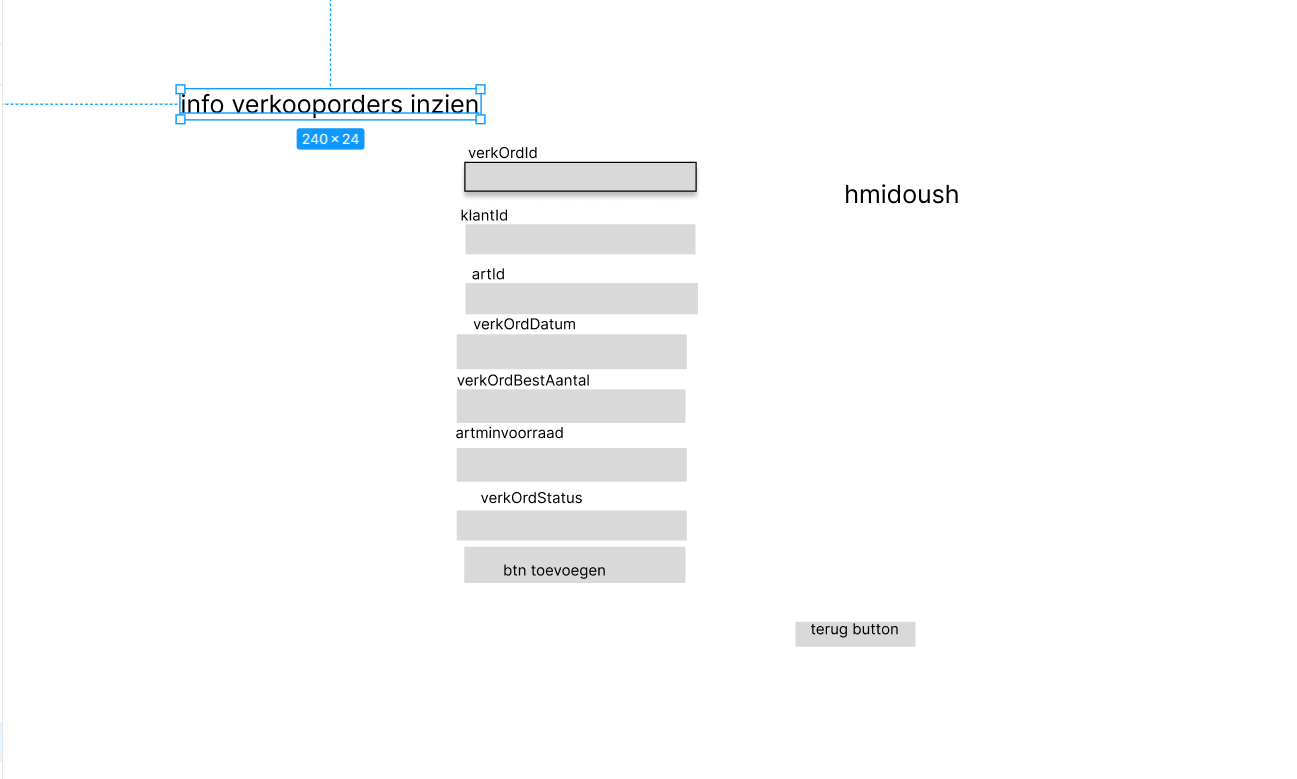 info verkooporders inzien
240 × 24
verkOrdId
hmidoush
klantId
artId
verkOrdDatum
verkOrdBestAantal
artminvoorraad
verkOrdStatus
btn toevoegen
terug button